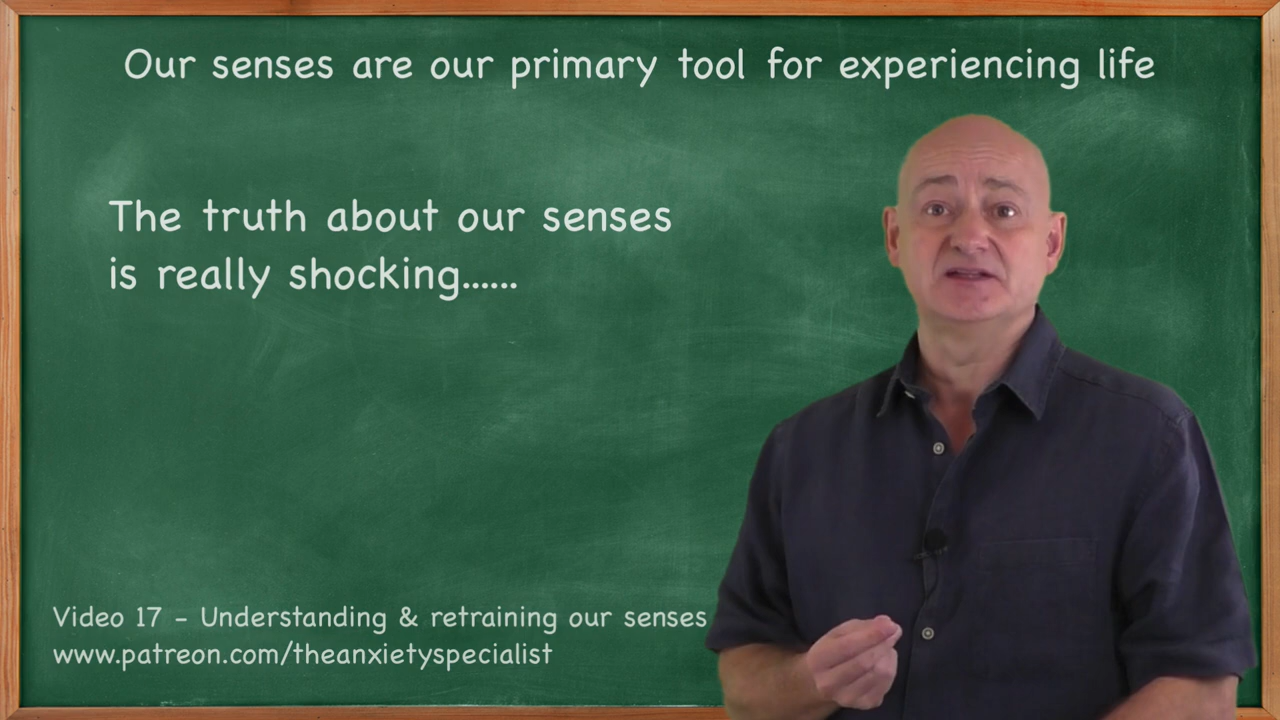 Our senses are our primary tool for experiencing life
The truth about our senses
is really shocking......
Video 17 - Understanding & retraining our senses
www.patreon.com/theanxietyspecialist